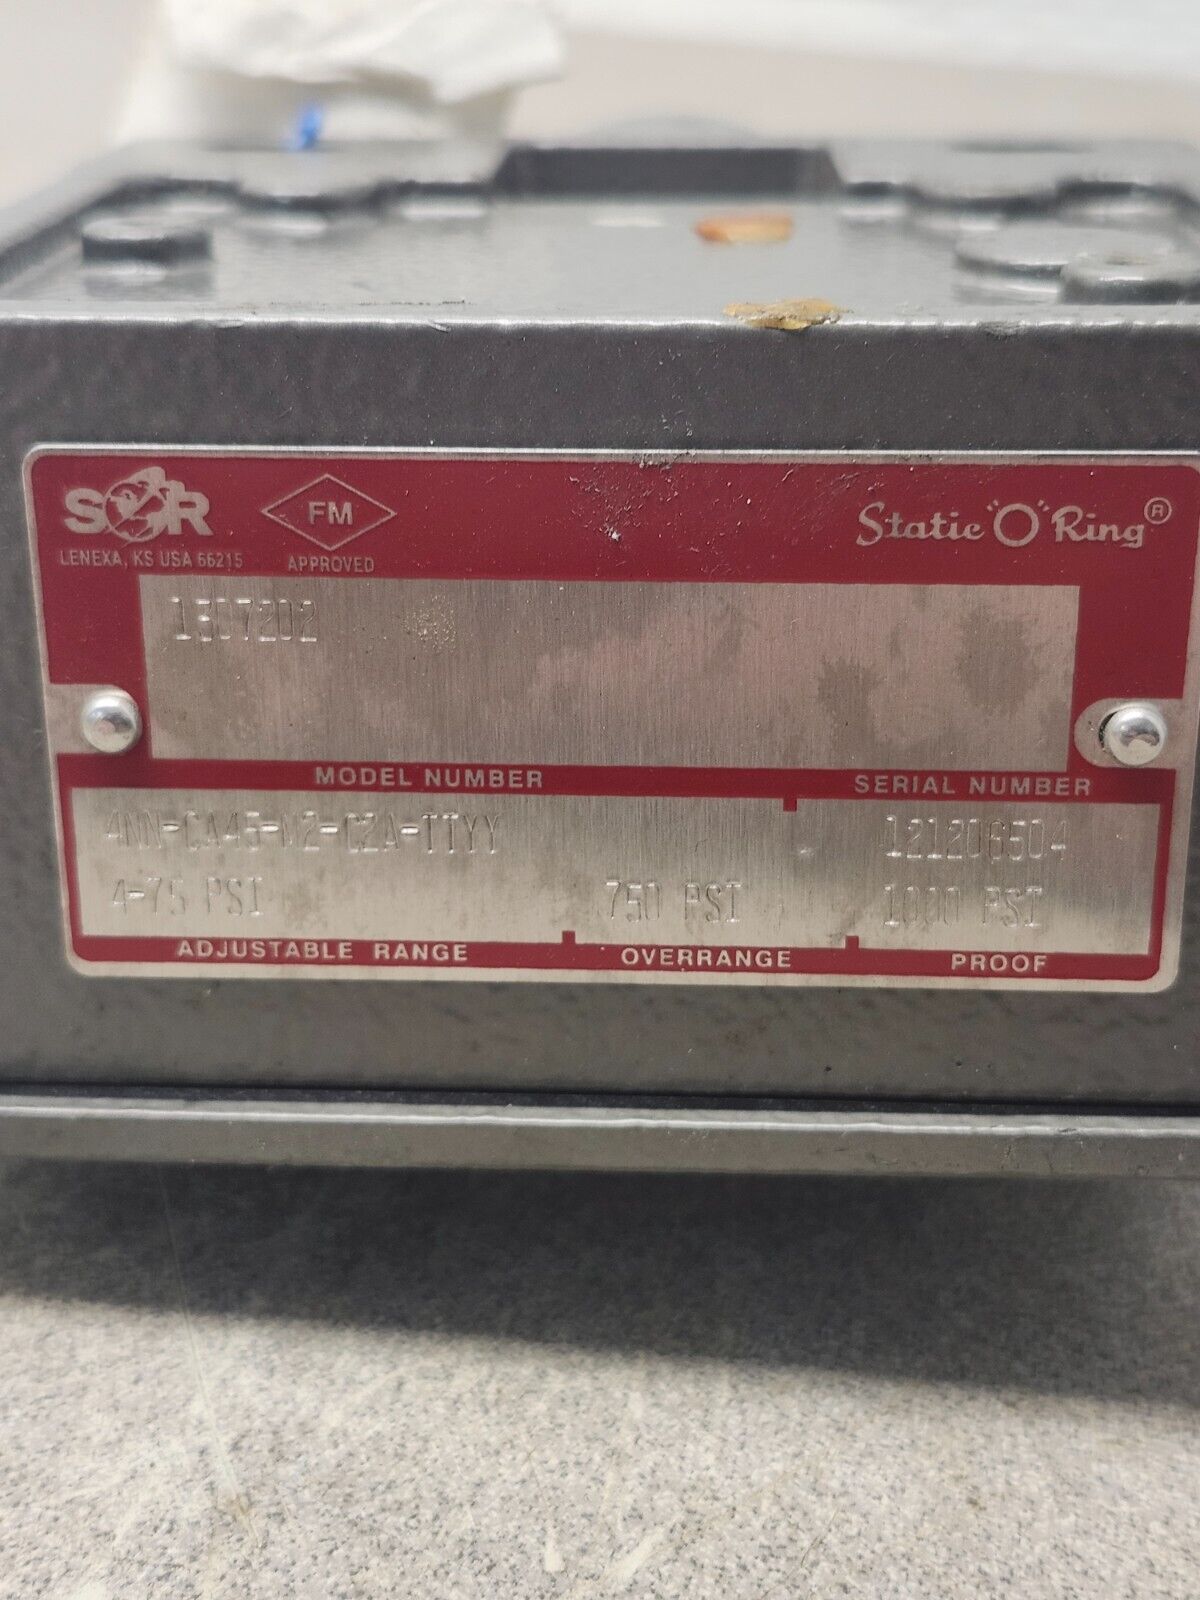 SOR
LENEXA, KS USA 66215
FM
APPROVED
Static "O" Ring®
1307202
MODEL NUMBER
SERIAL NUMBER
4NN-CA45-N2-C2A-TTYY
121206504
4-75 PSI
750 PSI
1000 PSI
ADJUSTABLE RANGE
OVERRANGE
PROOF